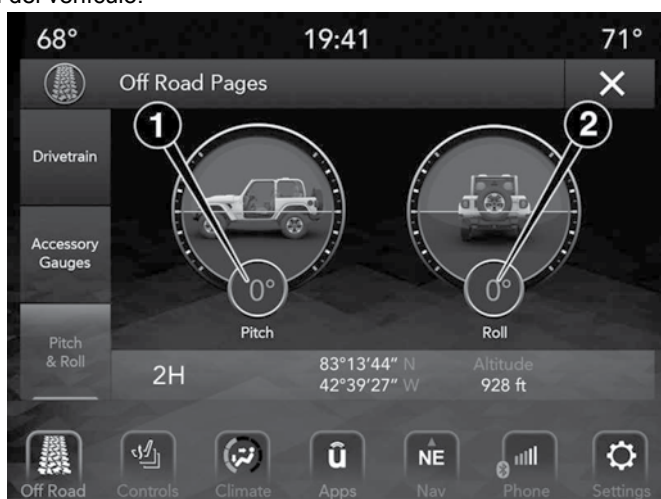 del vehículo.
68° 19:41 71°
Off Road Pages
1
2
Drivetrain
Accessory
Gauges
0°
0°
Pitch
Roll
Pitch
& Roll
2H
83°13'44" N
42°39'27" W
Altitude
928 ft
û
NE
Off Road Controls Climate Apps Nav Phone Settings